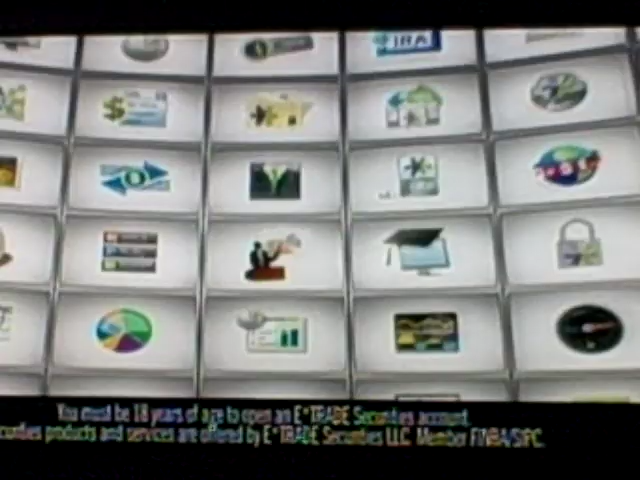 IRA
You must be 18 years of age to open an E*TRADE Securities account.
securities products and services are offered by E*TRADE Securities LLC. Member FINRA/SIPC.